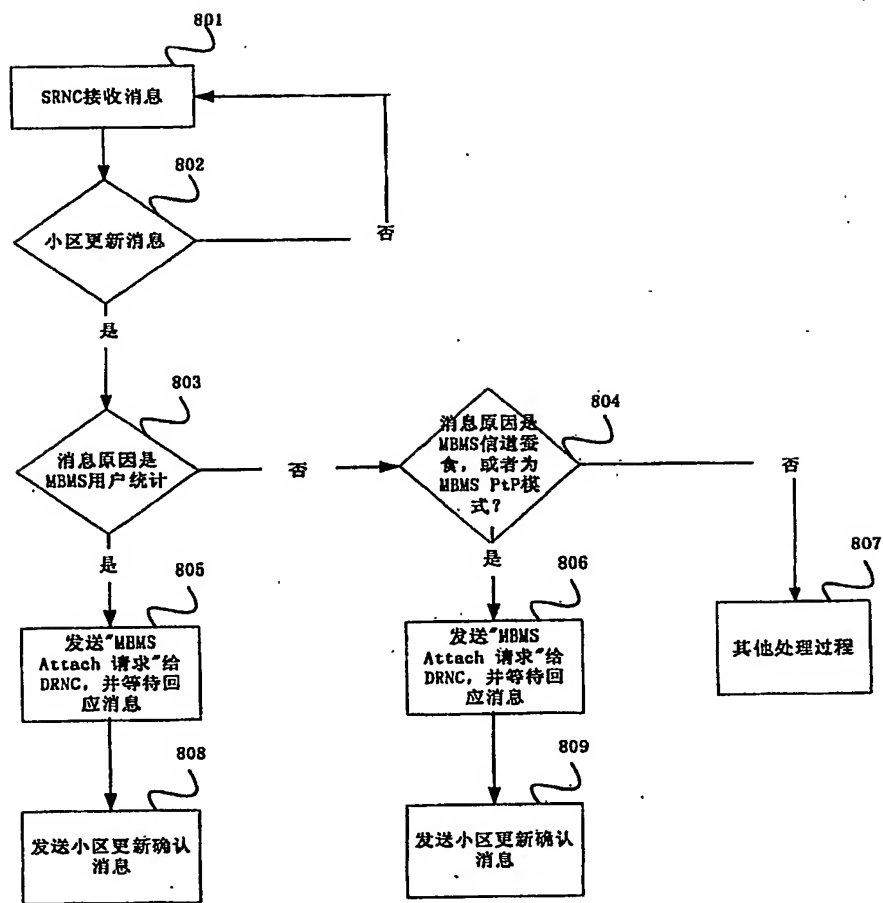 801
SRNC接收消息
802
小区更新消息
否
是
803
消息原因是
MBMS用户统计
否
804
消息原因是
MBMS信道蚕
食，或者为
MBMS PtP模
式？
否
是
805
发送"MBMS
Attach 请求"给
DRNC，并等待回
应消息
是
806
发送"MBMS
Attach 请求"给
DRNC，并等待回
应消息
807
其他处理过程
808
发送小区更新确认
消息
809
发送小区更新确认
消息